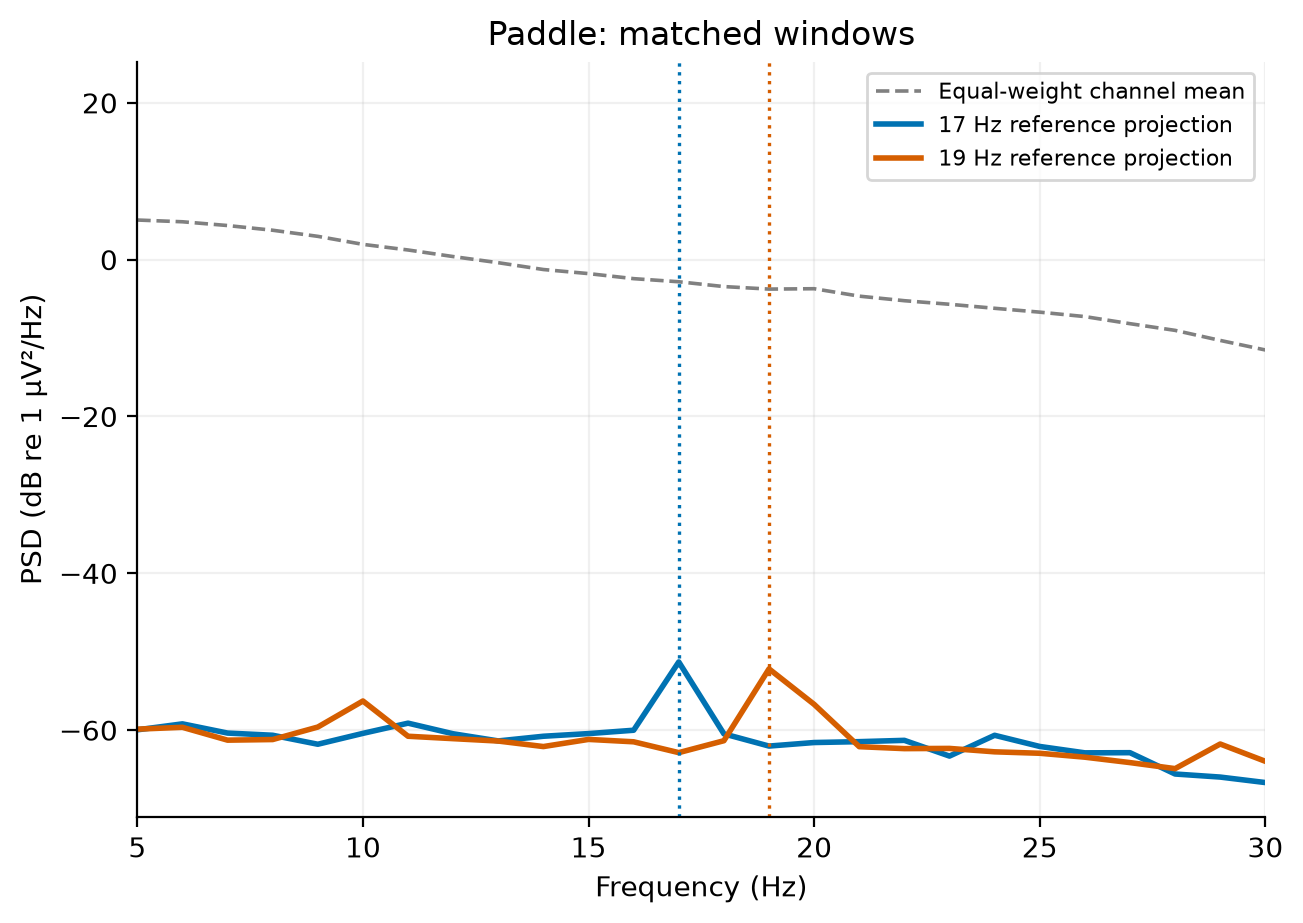 Paddle: matched windows
Equal-weight channel mean
17 Hz reference projection
19 Hz reference projection
PSD (dB re 1 µV²/Hz)
20
0
−20
−40
−60
5 10 15 20 25 30
Frequency (Hz)